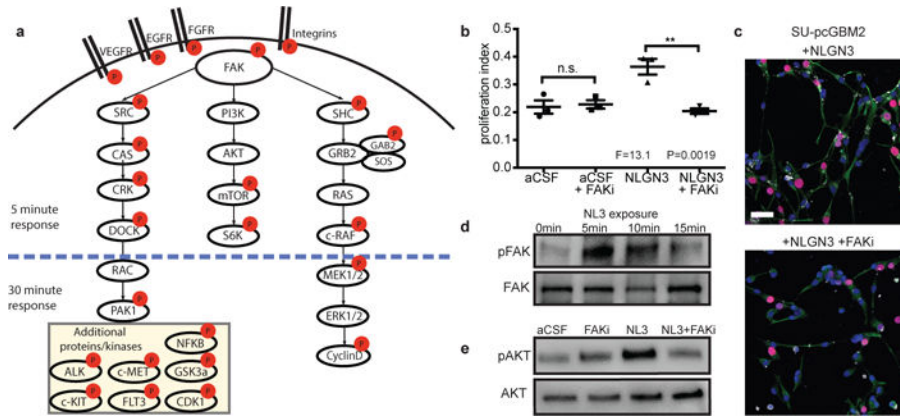 a
VEGFR
EGFR
FGFR
Integrins
P
P
P
P
FAK
P
SRC
P
PI3K
SHC
P
CAS
P
AKT
GRB2
GAB2
P
SOS
CRK
P
mTOR
P
RAS
5 minute
response
DOCK
P
S6K
P
c-RAF
P
RAC
MEK1/2
P
30 minute
response
PAK1
P
ERK1/2
CyclinD
P
Additional
proteins/kinases
NFKB
P
ALK
P
c-MET
P
GSK3a
P
c-KIT
P
FLT3
P
CDK1
P
b
proliferation index
0.5
0.4
0.3
0.2
0.1
0.0
n.s.
**
F=13.1
P=0.0019
aCSF
aCSF
+ FAKi
NLGN3
NLGN3
+ FAKi
c
SU-pcGBM2
+NLGN3
+NLGN3 +FAKi
d
NL3 exposure
0min 5min 10min 15min
pFAK
FAK
e
aCSF FAKi NL3 NL3+FAKi
pAKT
AKT